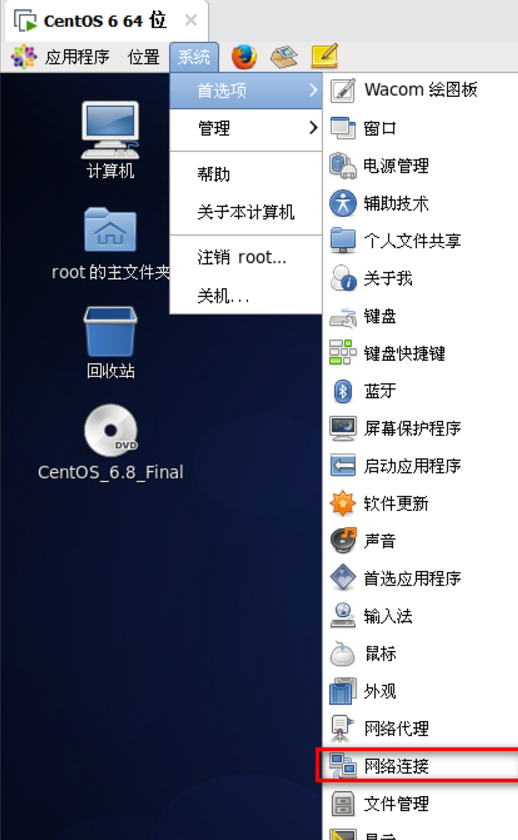 CentOS 6 64 位
应用程序 位置 系统
计算机
root 的主文件夹
回收站
DVD
CentOS_6.8_Final
首选项
管理
帮助
关于本计算机
注销 root...
关机...
Wacom 绘图板
窗口
电源管理
辅助技术
个人文件共享
关于我
键盘
键盘快捷键
蓝牙
屏幕保护程序
启动应用程序
软件更新
声音
首选应用程序
输入法
鼠标
外观
网络代理
网络连接
文件管理